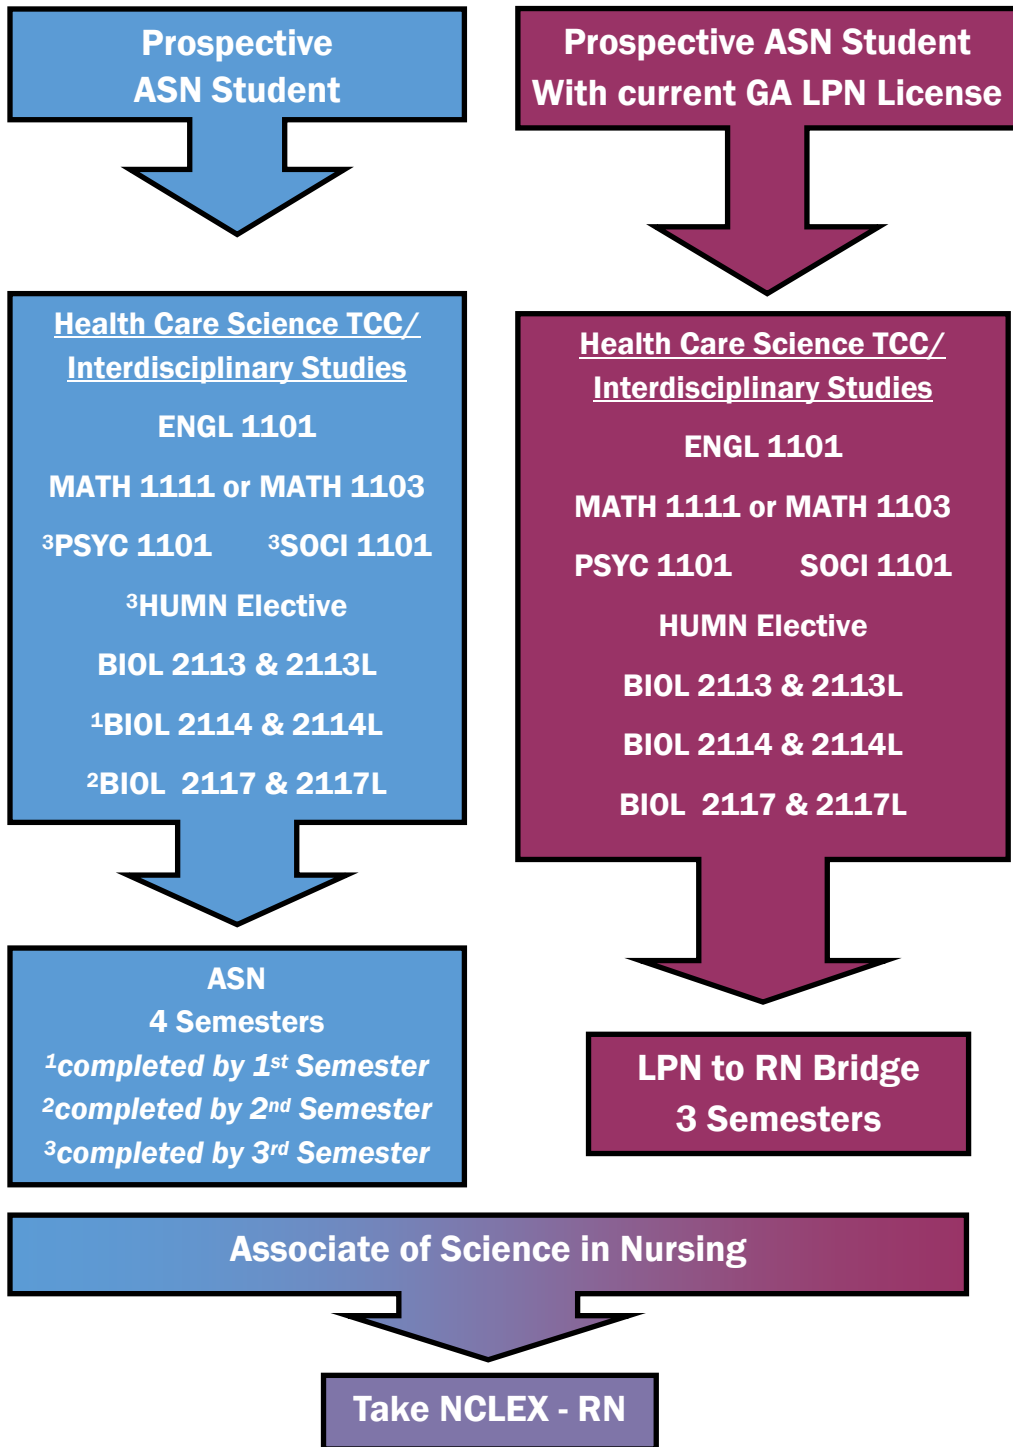 Prospective
ASN Student
Prospective ASN Student
With current GA LPN License
Health Care Science TCC/
Interdisciplinary Studies
ENGL 1101
MATH 1111 or MATH 1103
³PSYC 1101 ³SOCI 1101
³HUMN Elective
BIOL 2113 & 2113L
¹BIOL 2114 & 2114L
²BIOL 2117 & 2117L
Health Care Science TCC/
Interdisciplinary Studies
ENGL 1101
MATH 1111 or MATH 1103
PSYC 1101 SOCI 1101
HUMN Elective
BIOL 2113 & 2113L
BIOL 2114 & 2114L
BIOL 2117 & 2117L
ASN
4 Semesters
¹completed by 1st Semester
²completed by 2nd Semester
³completed by 3rd Semester
LPN to RN Bridge
3 Semesters
Associate of Science in Nursing
Take NCLEX - RN